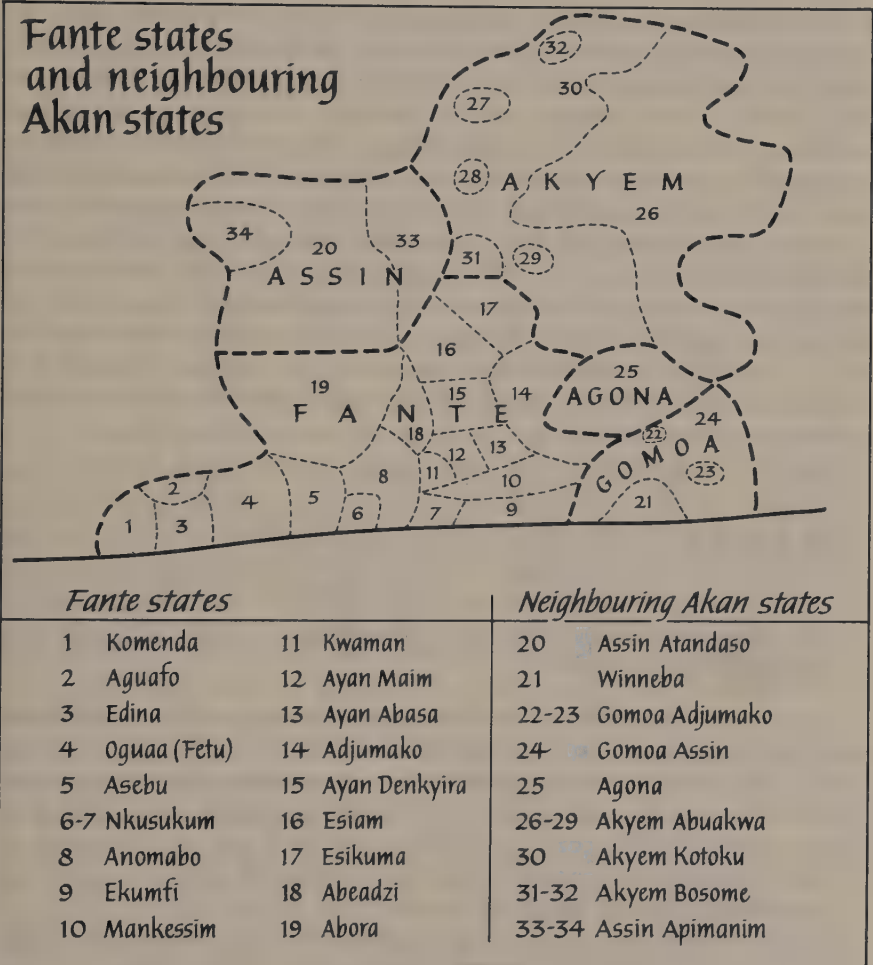 Fante states
and neighbouring
Akan states
32
30
27
28
AKYEM
26
34
20
33
31
29
ASSIN
17
16
19
15
14
25
FANTE
AGONA
18
24
22
12
13
GOMOA
11
23
2
8
10
4
5
6
7
9
21
1
3
Fante states
1 Komenda
2 Aguafo
3 Edina
4 Oguaa (Fetu)
5 Asebu
6-7 Nkusukum
8 Anomabo
9 Ekumfi
10 Mankessim
11 Kwaman
12 Ayan Maim
13 Ayan Abasa
14 Adjumako
15 Ayan Denkyira
16 Esiam
17 Esikuma
18 Abeadzi
19 Abora
Neighbouring Akan states
20 Assin Atandaso
21 Winneba
22-23 Gomoa Adjumako
24 Gomoa Assin
25 Agona
26-29 Akyem Abuakwa
30 Akyem Kotoku
31-32 Akyem Bosome
33-34 Assin Apimanim